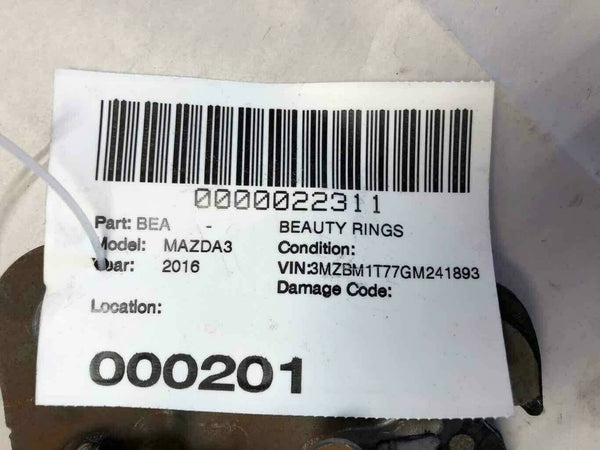 0000022311
Part: BEA - BEAUTY RINGS
Model: MAZDA3 Condition:
Year: 2016 VIN:3MZBM1T77GM241893
Damage Code:
Location:
000201